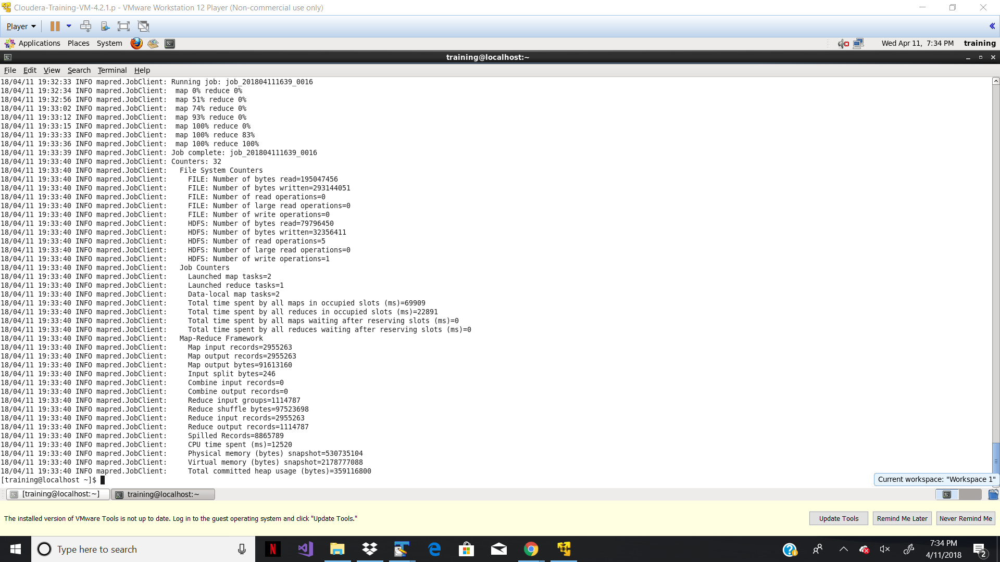 Cloudera-Training-VM-4.2.1.p - VMware Workstation 12 Player (Non-commercial use only)
Player
Applications Places System Wed Apr 11, 7:34 PM training
training@localhost:~
File Edit View Search Terminal Help
18/04/11 19:32:33 INFO mapred.JobClient: Running job: job_201804111639_0016
18/04/11 19:32:34 INFO mapred.JobClient:  map 0% reduce 0%
18/04/11 19:32:56 INFO mapred.JobClient:  map 51% reduce 0%
18/04/11 19:33:02 INFO mapred.JobClient:  map 74% reduce 0%
18/04/11 19:33:12 INFO mapred.JobClient:  map 93% reduce 0%
18/04/11 19:33:15 INFO mapred.JobClient:  map 100% reduce 0%
18/04/11 19:33:33 INFO mapred.JobClient:  map 100% reduce 83%
18/04/11 19:33:36 INFO mapred.JobClient:  map 100% reduce 100%
18/04/11 19:33:39 INFO mapred.JobClient: Job complete: job_201804111639_0016
18/04/11 19:33:40 INFO mapred.JobClient: Counters: 32
18/04/11 19:33:40 INFO mapred.JobClient:   File System Counters
18/04/11 19:33:40 INFO mapred.JobClient:     FILE: Number of bytes read=195047456
18/04/11 19:33:40 INFO mapred.JobClient:     FILE: Number of bytes written=293144051
18/04/11 19:33:40 INFO mapred.JobClient:     FILE: Number of read operations=0
18/04/11 19:33:40 INFO mapred.JobClient:     FILE: Number of large read operations=0
18/04/11 19:33:40 INFO mapred.JobClient:     FILE: Number of write operations=0
18/04/11 19:33:40 INFO mapred.JobClient:     HDFS: Number of bytes read=79796450
18/04/11 19:33:40 INFO mapred.JobClient:     HDFS: Number of bytes written=32356411
18/04/11 19:33:40 INFO mapred.JobClient:     HDFS: Number of read operations=5
18/04/11 19:33:40 INFO mapred.JobClient:     HDFS: Number of large read operations=0
18/04/11 19:33:40 INFO mapred.JobClient:     HDFS: Number of write operations=1
18/04/11 19:33:40 INFO mapred.JobClient:   Job Counters
18/04/11 19:33:40 INFO mapred.JobClient:     Launched map tasks=2
18/04/11 19:33:40 INFO mapred.JobClient:     Launched reduce tasks=1
18/04/11 19:33:40 INFO mapred.JobClient:     Data-local map tasks=2
18/04/11 19:33:40 INFO mapred.JobClient:     Total time spent by all maps in occupied slots (ms)=69909
18/04/11 19:33:40 INFO mapred.JobClient:     Total time spent by all reduces in occupied slots (ms)=22891
18/04/11 19:33:40 INFO mapred.JobClient:     Total time spent by all maps waiting after reserving slots (ms)=0
18/04/11 19:33:40 INFO mapred.JobClient:     Total time spent by all reduces waiting after reserving slots (ms)=0
18/04/11 19:33:40 INFO mapred.JobClient:   Map-Reduce Framework
18/04/11 19:33:40 INFO mapred.JobClient:     Map input records=2955263
18/04/11 19:33:40 INFO mapred.JobClient:     Map output records=2955263
18/04/11 19:33:40 INFO mapred.JobClient:     Map output bytes=91613160
18/04/11 19:33:40 INFO mapred.JobClient:     Input split bytes=246
18/04/11 19:33:40 INFO mapred.JobClient:     Combine input records=0
18/04/11 19:33:40 INFO mapred.JobClient:     Combine output records=0
18/04/11 19:33:40 INFO mapred.JobClient:     Reduce input groups=1114787
18/04/11 19:33:40 INFO mapred.JobClient:     Reduce shuffle bytes=97523698
18/04/11 19:33:40 INFO mapred.JobClient:     Reduce input records=2955263
18/04/11 19:33:40 INFO mapred.JobClient:     Reduce output records=1114787
18/04/11 19:33:40 INFO mapred.JobClient:     Spilled Records=8865789
18/04/11 19:33:40 INFO mapred.JobClient:     CPU time spent (ms)=12520
18/04/11 19:33:40 INFO mapred.JobClient:     Physical memory (bytes) snapshot=530735104
18/04/11 19:33:40 INFO mapred.JobClient:     Virtual memory (bytes) snapshot=2178777088
18/04/11 19:33:40 INFO mapred.JobClient:     Total committed heap usage (bytes)=359116800
[training@localhost ~]$
Current workspace: "Workspace 1"
[training@localhost:~] training@localhost:~
The installed version of VMware Tools is not up to date. Log in to the guest operating system and click "Update Tools."
Update Tools Remind Me Later Never Remind Me
Type here to search
7:34 PM
4/11/2018
2